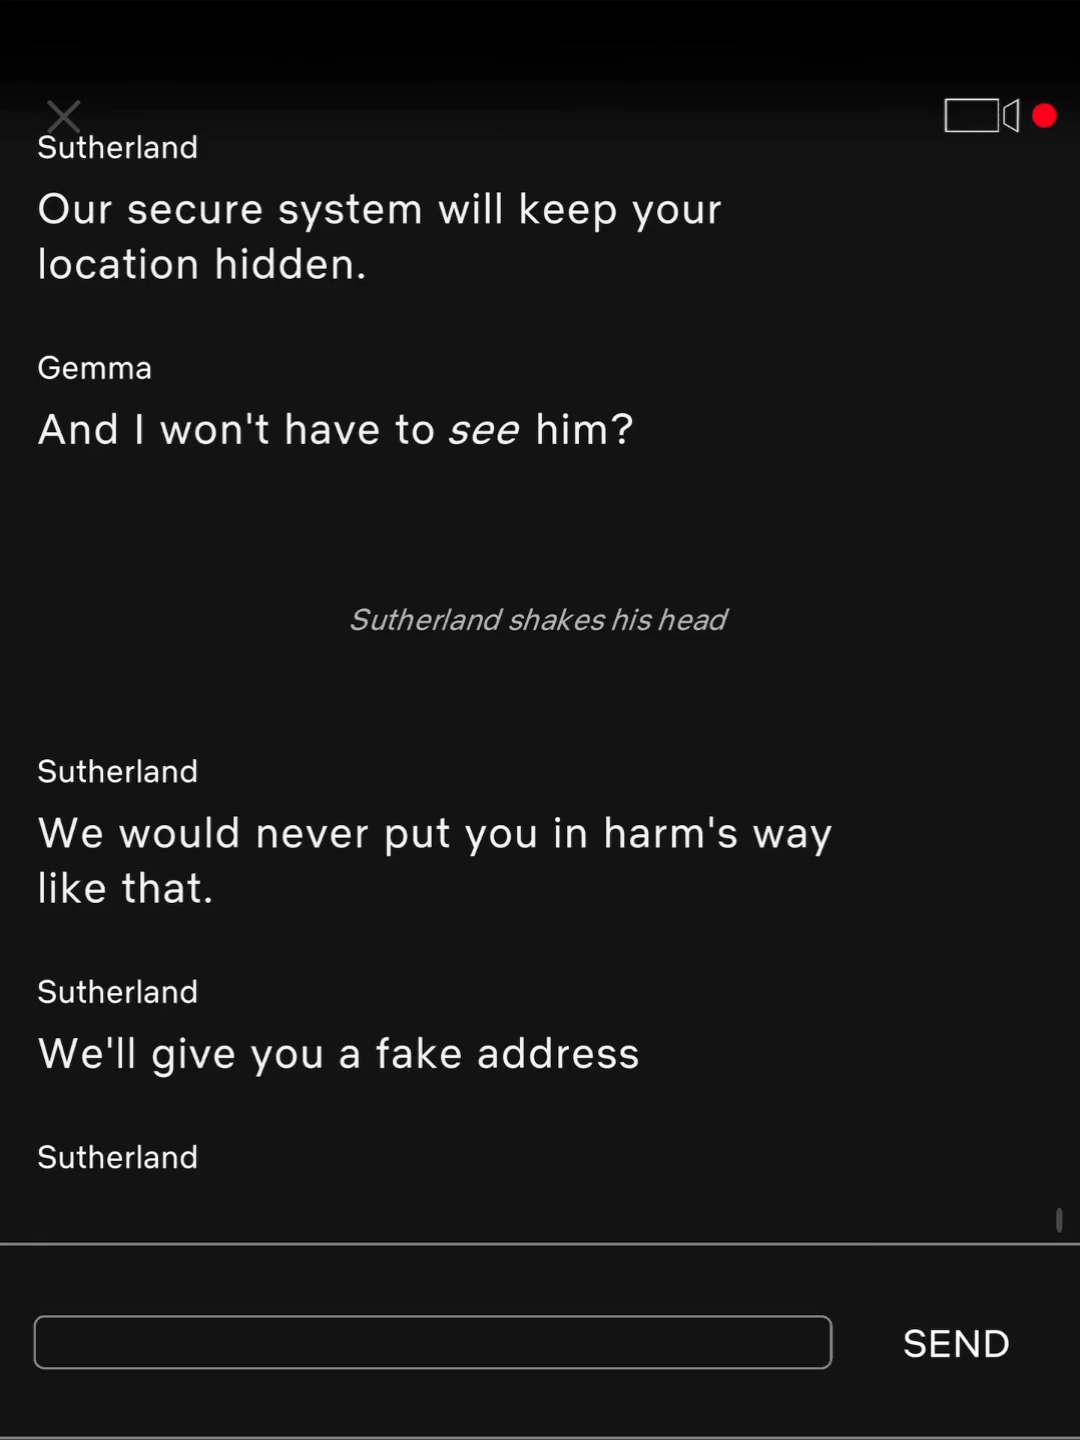 Sutherland
Our secure system will keep your
location hidden.
Gemma
And I won't have to see him?
Sutherland shakes his head
Sutherland
We would never put you in harm's way
like that.
Sutherland
We'll give you a fake address
Sutherland
SEND